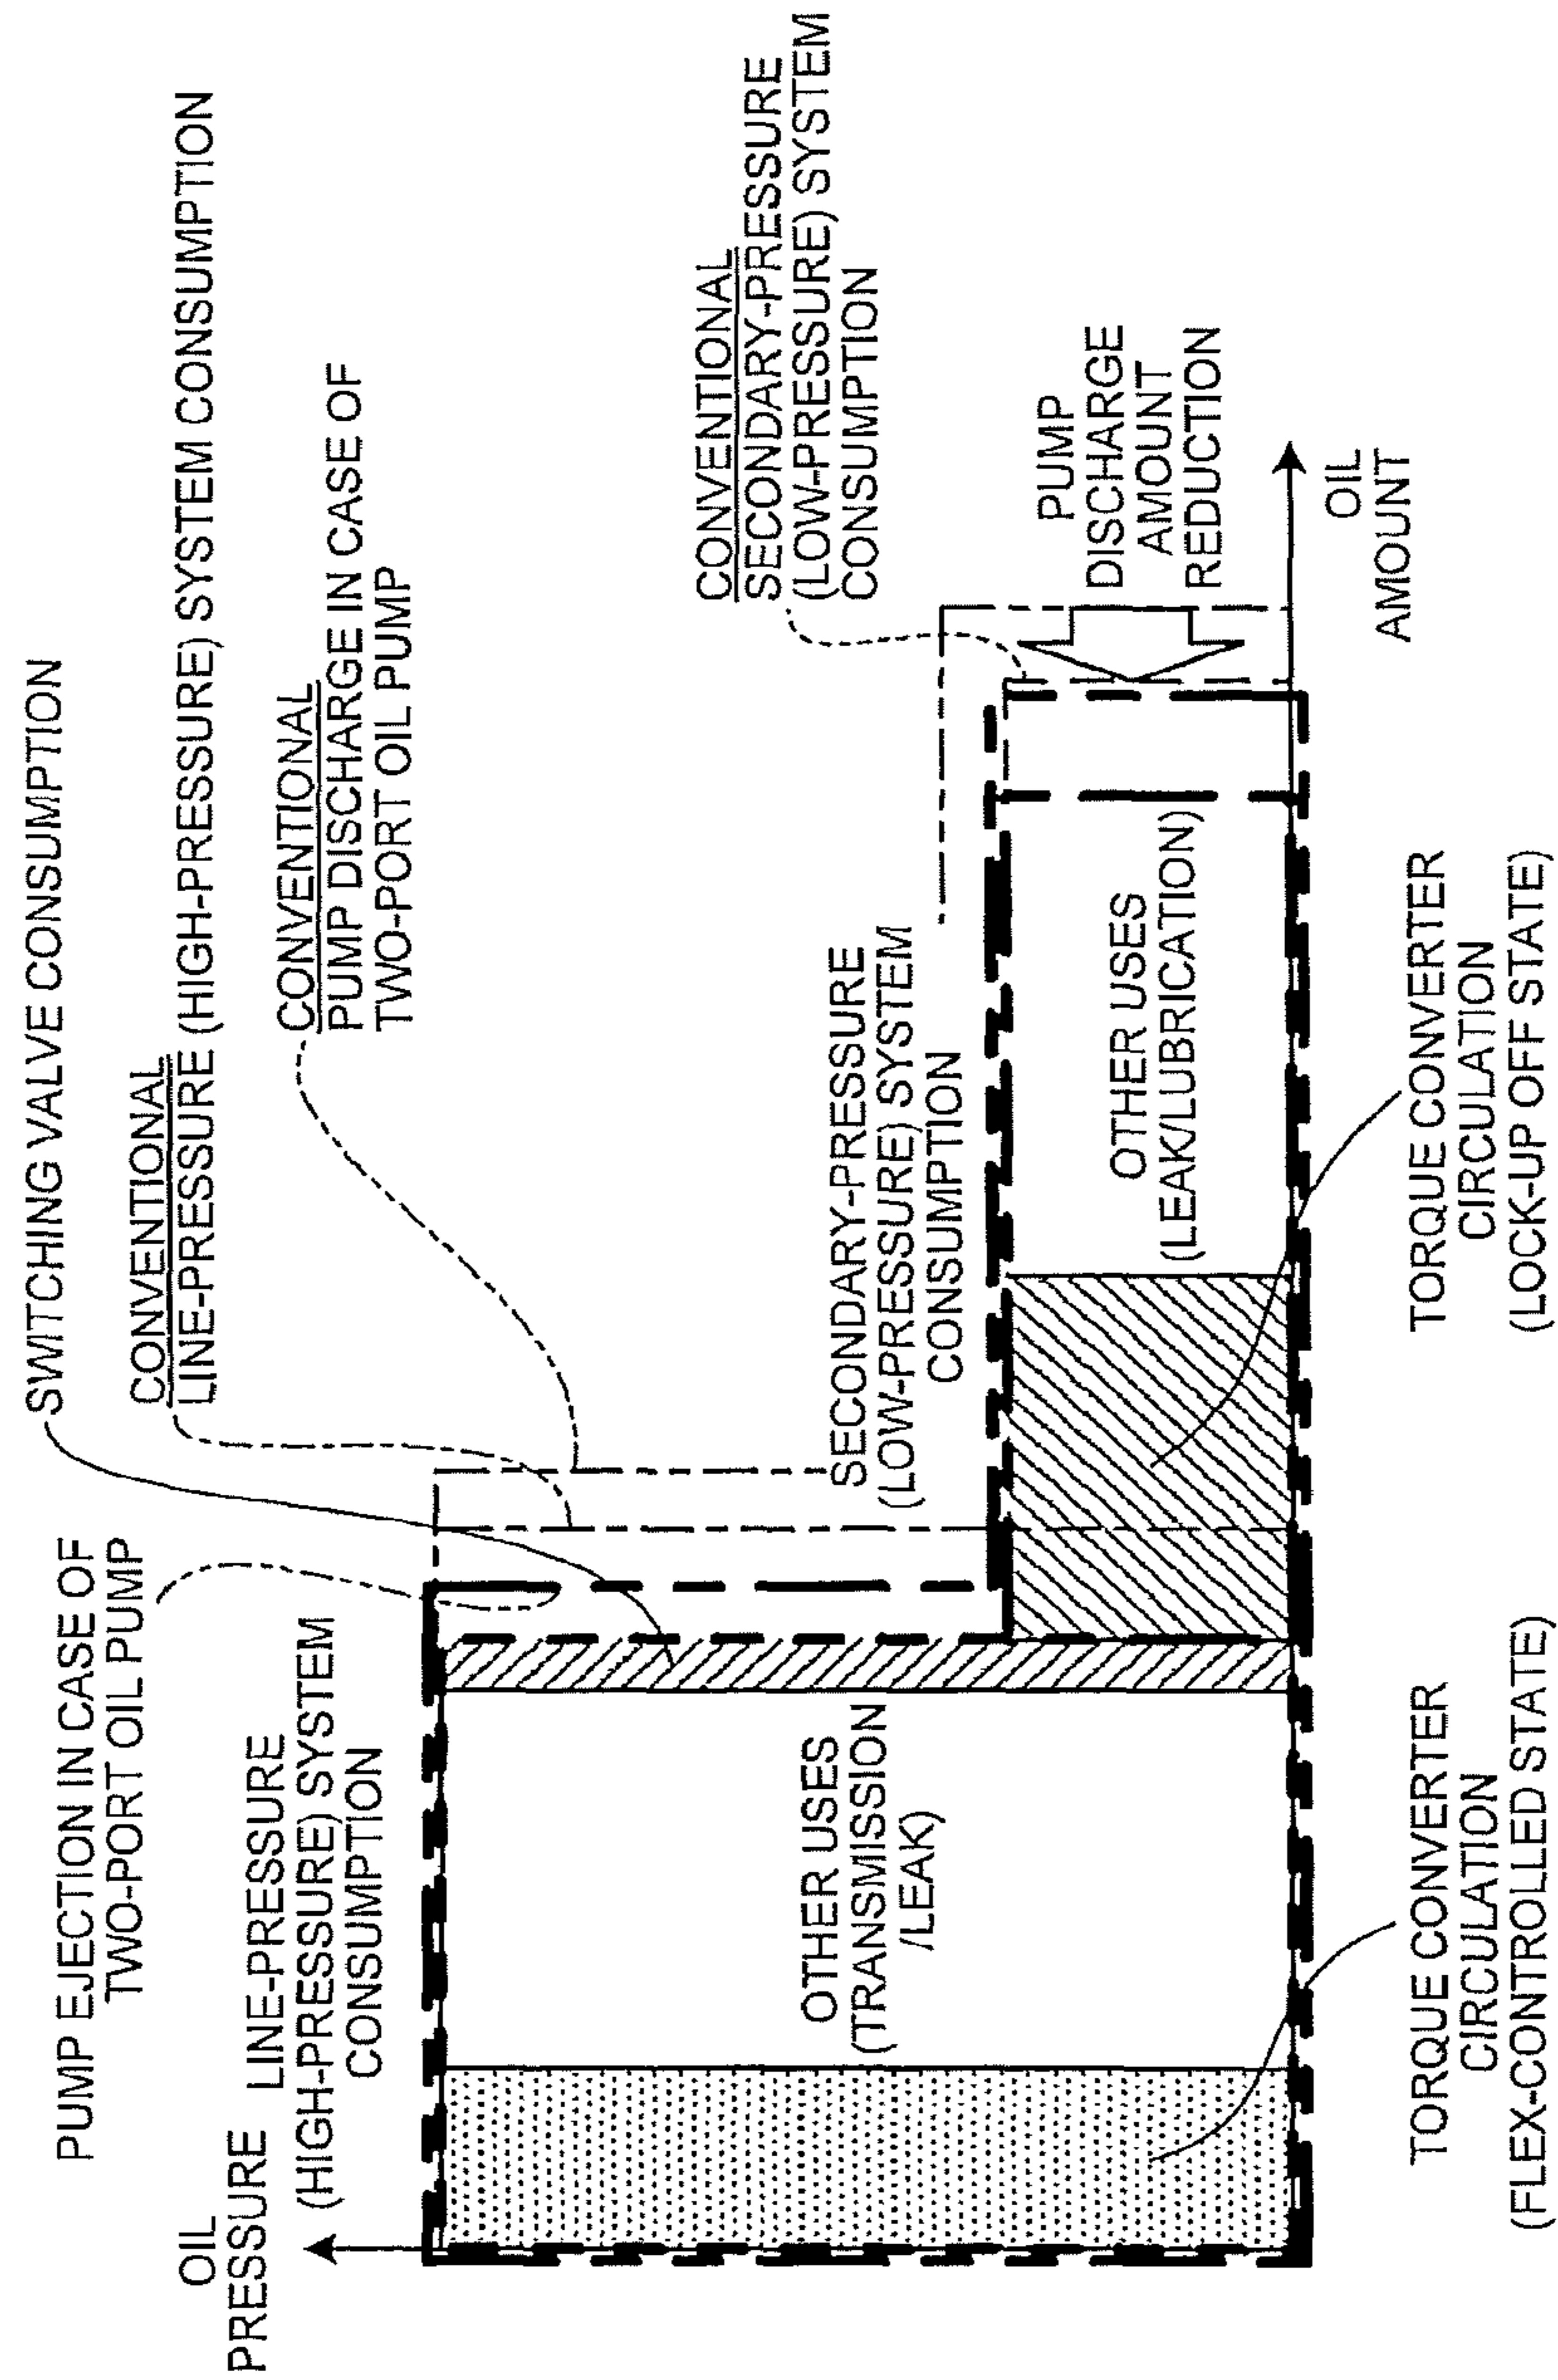 SWITCHING VALVE CONSUMPTION
CONVENTIONAL
LINE-PRESSURE (HIGH-PRESSURE) SYSTEM CONSUMPTION
CONVENTIONAL
PUMP DISCHARGE IN CASE OF
TWO-PORT OIL PUMP
PUMP EJECTION IN CASE OF
TWO-PORT OIL PUMP
OIL
PRESSURE
LINE-PRESSURE
(HIGH-PRESSURE) SYSTEM
CONSUMPTION
CONVENTIONAL
SECONDARY-PRESSURE
(LOW-PRESSURE) SYSTEM
CONSUMPTION
SECONDARY-PRESSURE
(LOW-PRESSURE) SYSTEM
CONSUMPTION
PUMP
DISCHARGE
AMOUNT
REDUCTION
OTHER USES
(TRANSMISSION
/LEAK)
OTHER USES
(LEAK/LUBRICATION)
OIL
AMOUNT
TORQUE CONVERTER
CIRCULATION
(FLEX-CONTROLLED STATE)
TORQUE CONVERTER
CIRCULATION
(LOCK-UP OFF STATE)